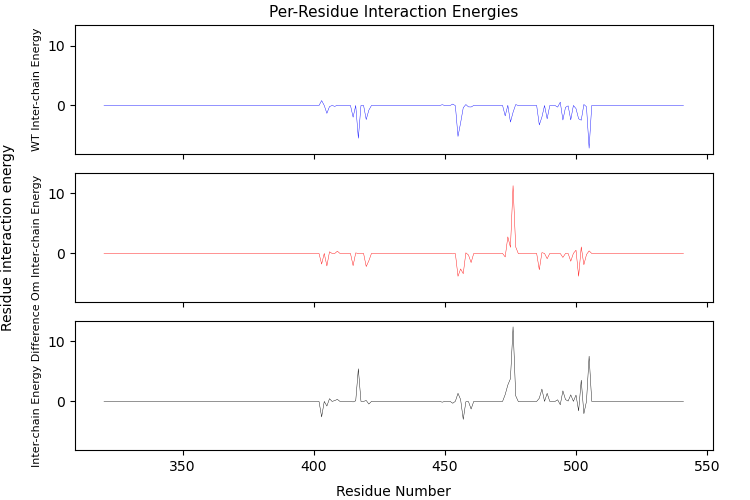 Per-Residue Interaction Energies
Residue interaction energy
WT Inter-chain Energy
10
0
Om Inter-chain Energy
10
0
Inter-chain Energy Difference
10
0
350
400
450
500
550
Residue Number